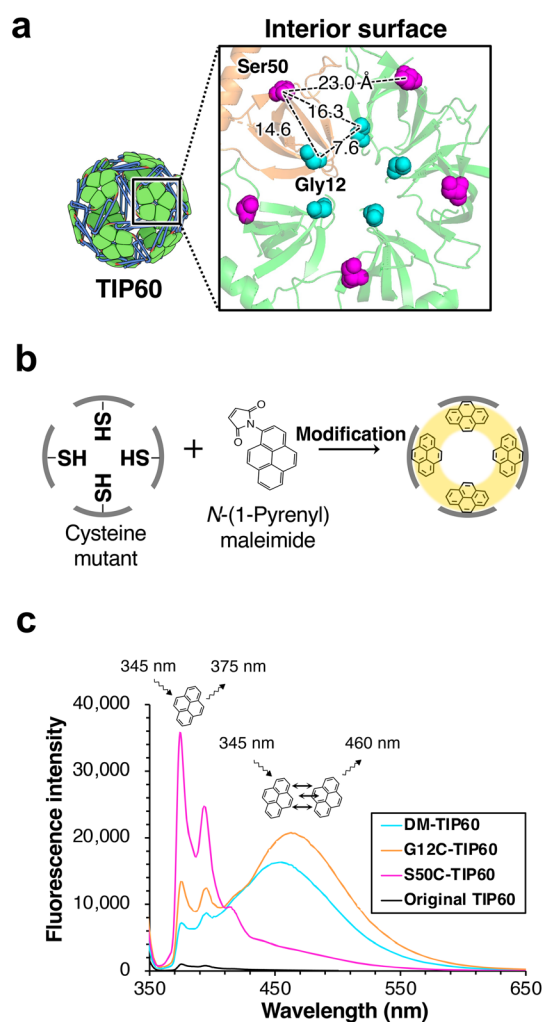 a
Interior surface
Ser50
23.0 Å
16.3
14.6
7.6
Gly12
TIP60
b
HS
SH
HS
SH
Cysteine
mutant
+
O
N
O
N-(1-Pyrenyl)
maleimide
Modification
c
345 nm
375 nm
345 nm
460 nm
Fluorescence intensity
40,000
30,000
20,000
10,000
0
DM-TIP60
G12C-TIP60
S50C-TIP60
Original TIP60
350
450
550
650
Wavelength (nm)